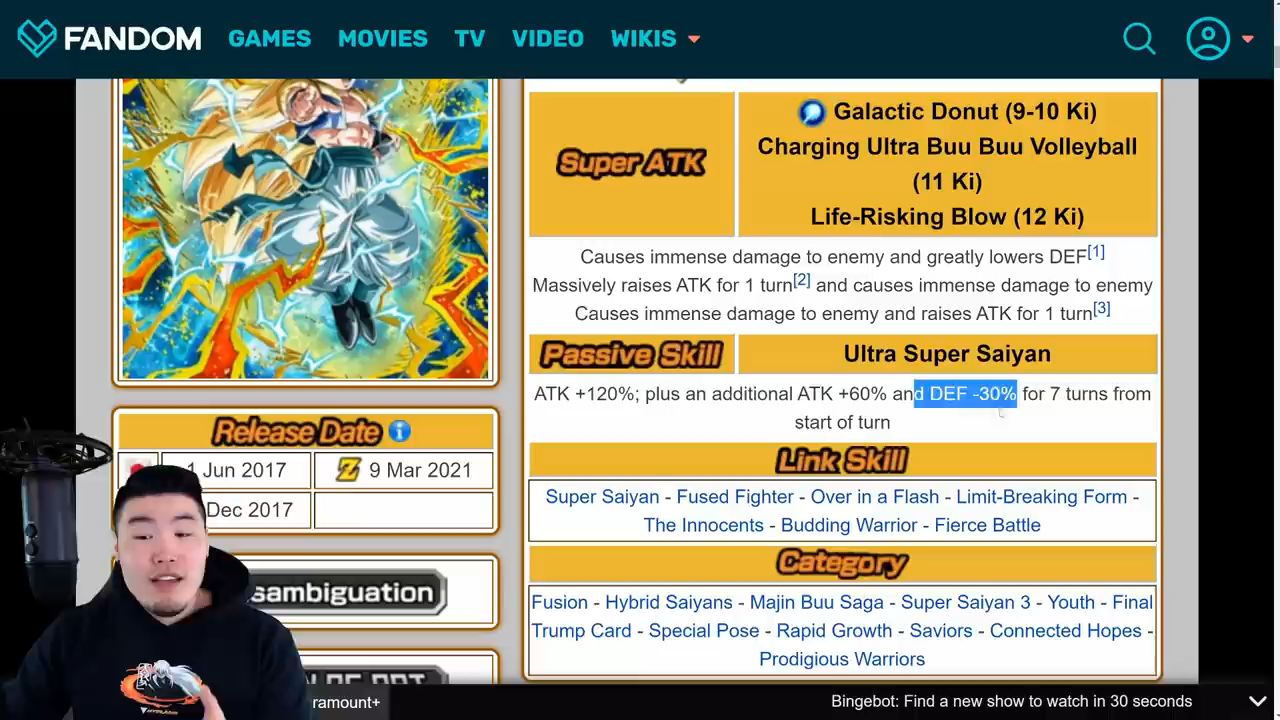 FANDOM GAMES MOVIES TV VIDEO WIKIS
Super ATK
Galactic Donut (9-10 Ki)
Charging Ultra Buu Buu Volleyball
(11 Ki)
Life-Risking Blow (12 Ki)
Causes immense damage to enemy and greatly lowers DEF[1]
Massively raises ATK for 1 turn[2] and causes immense damage to enemy
Causes immense damage to enemy and raises ATK for 1 turn[3]
Passive Skill
Ultra Super Saiyan
ATK +120%; plus an additional ATK +60% and DEF -30% for 7 turns from
start of turn
Link Skill
Super Saiyan - Fused Fighter - Over in a Flash - Limit-Breaking Form -
The Innocents - Budding Warrior - Fierce Battle
Category
Fusion - Hybrid Saiyans - Majin Buu Saga - Super Saiyan 3 - Youth - Final
Trump Card - Special Pose - Rapid Growth - Saviors - Connected Hopes -
Prodigious Warriors
Release Date
1 Jun 2017
Z 9 Mar 2021
Dec 2017
sambiguation
ramount+
Bingebot: Find a new show to watch in 30 seconds